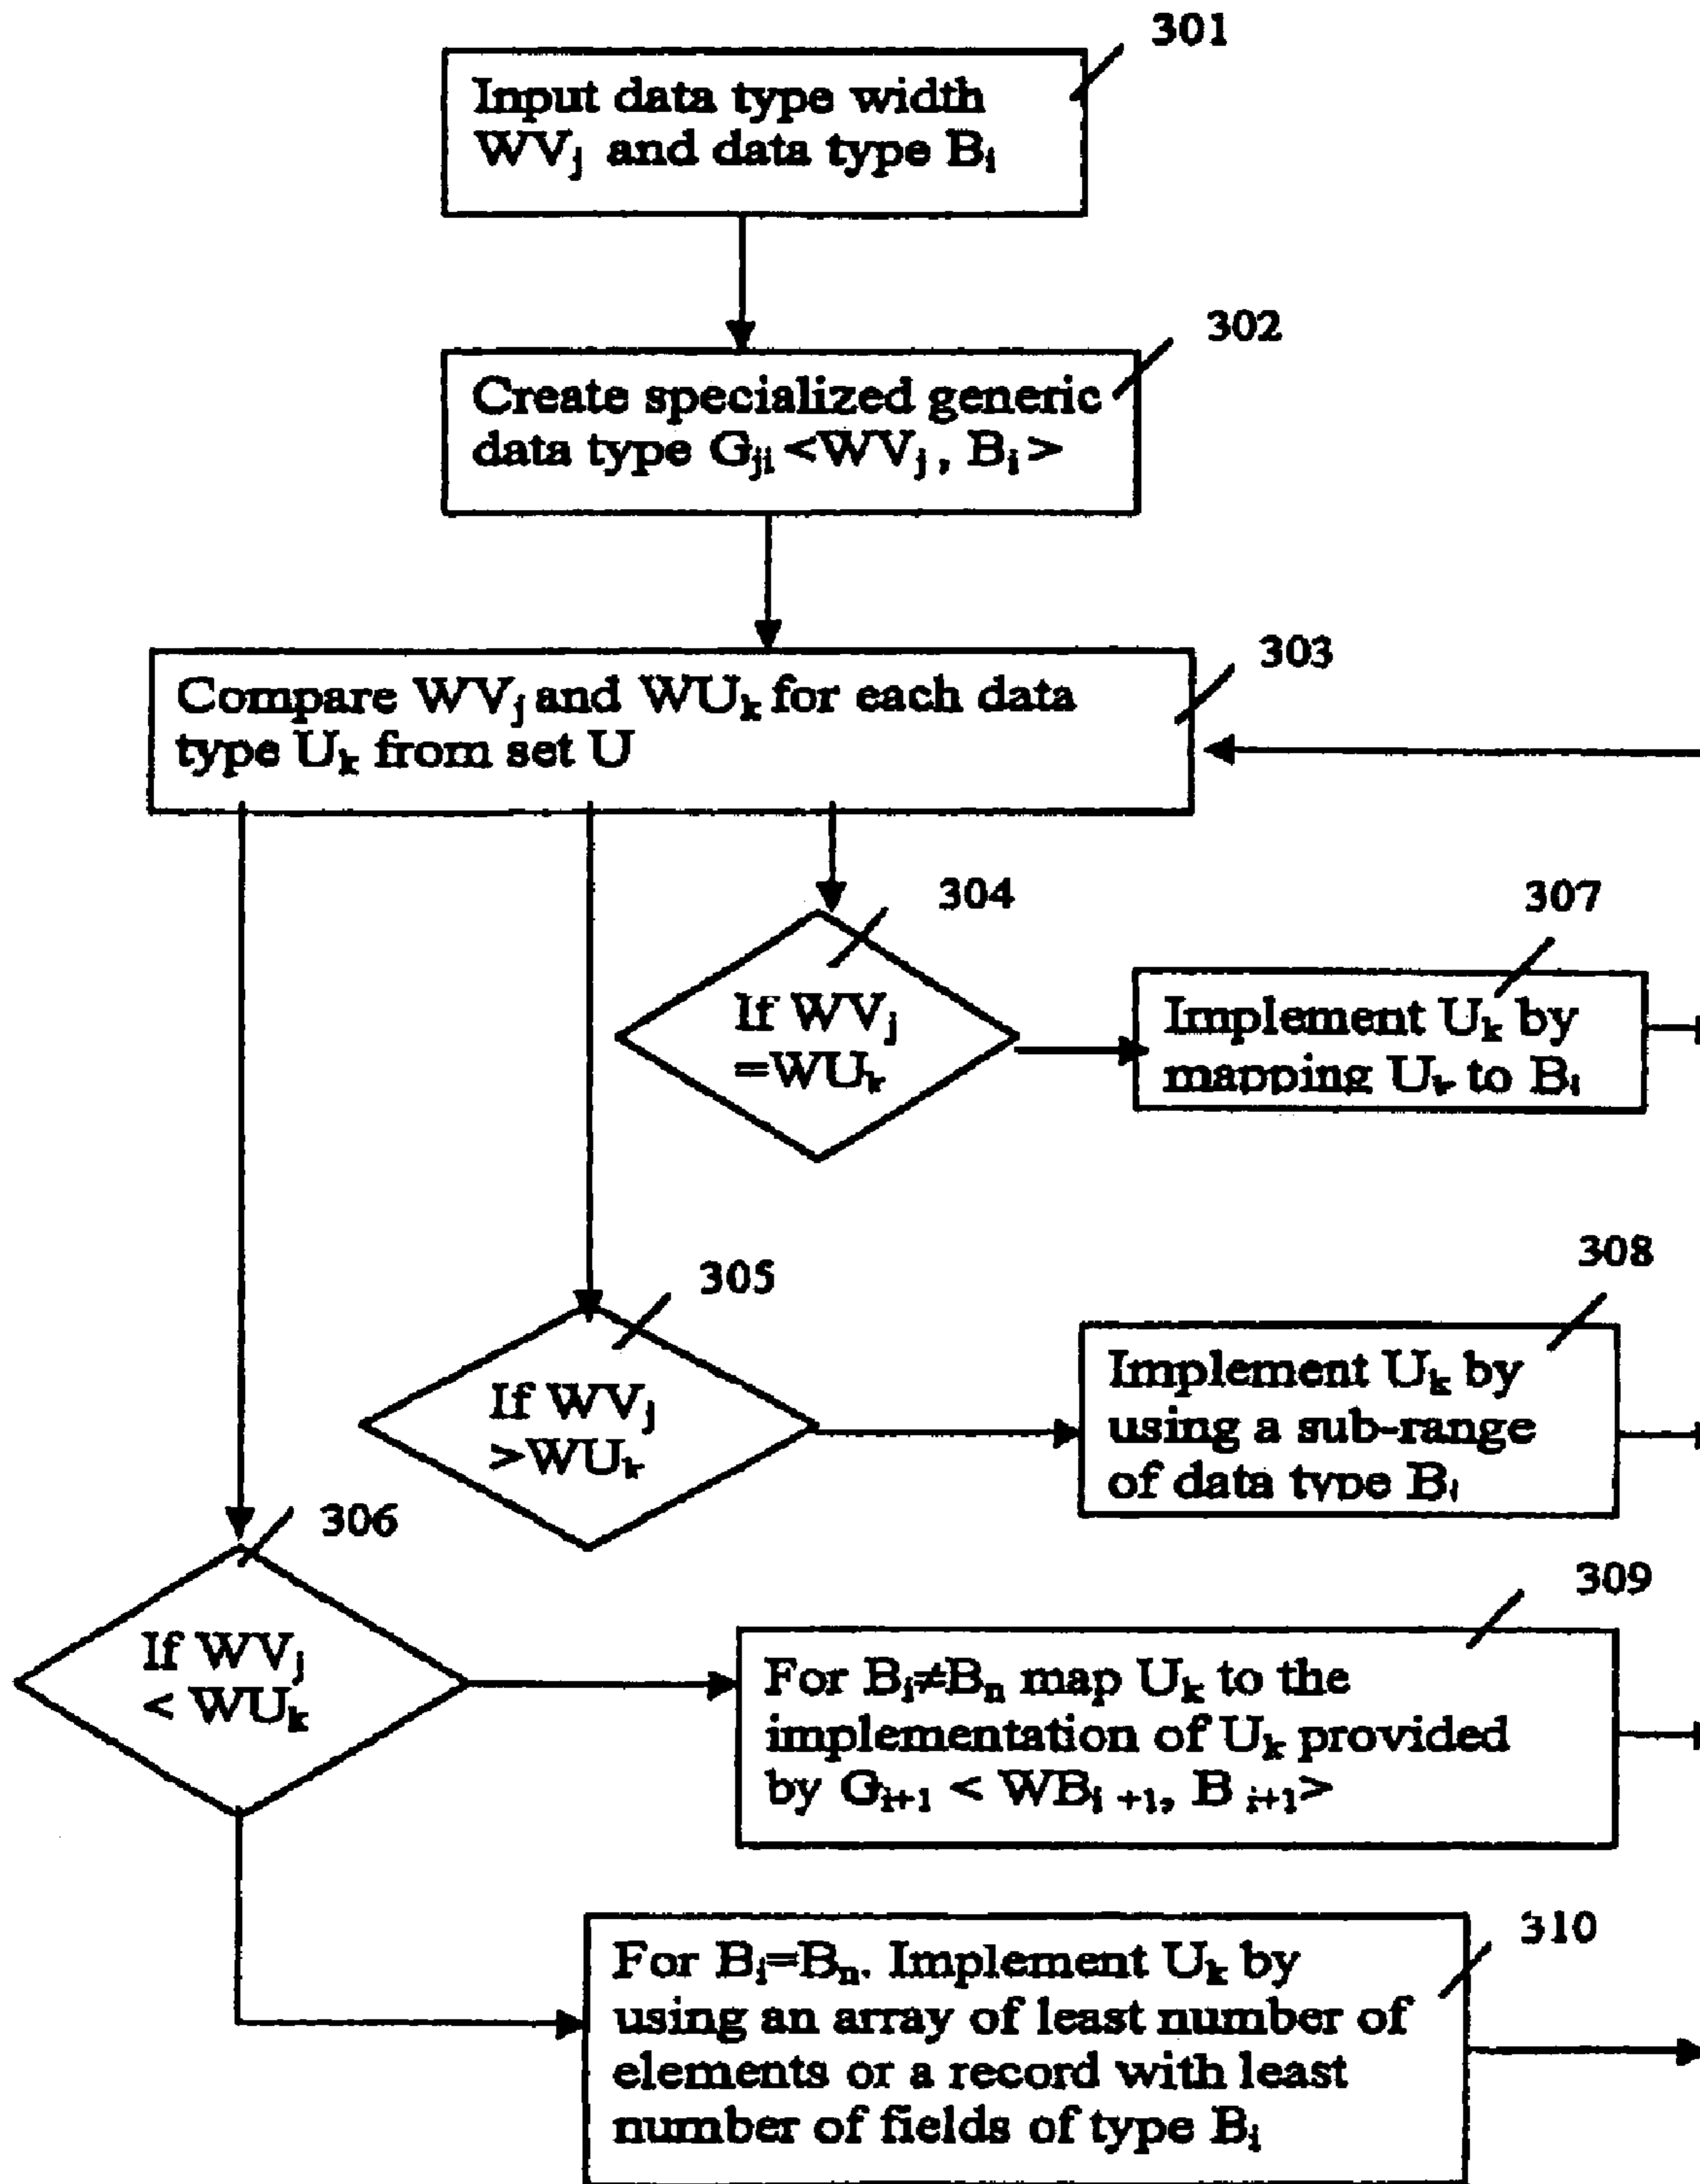 301
Input data type width
WVj and data type Bi
302
Create specialized generic
data type Gji <WVj, Bi>
303
Compare WVj and WUk for each data
type Uk from set U
304
If WVj
=WUk
307
Implement Uk by
mapping Uk to Bi
305
If WVj
>WUk
308
Implement Uk by
using a sub-range
of data type Bi
306
If WVj
< WUk
309
For Bi≠Bn map Uk to the
implementation of Uk provided
by Gi+1 < WBi +1, B i+1>
310
For Bi=Bn. Implement Uk by
using an array of least number of
elements or a record with least
number of fields of type Bi